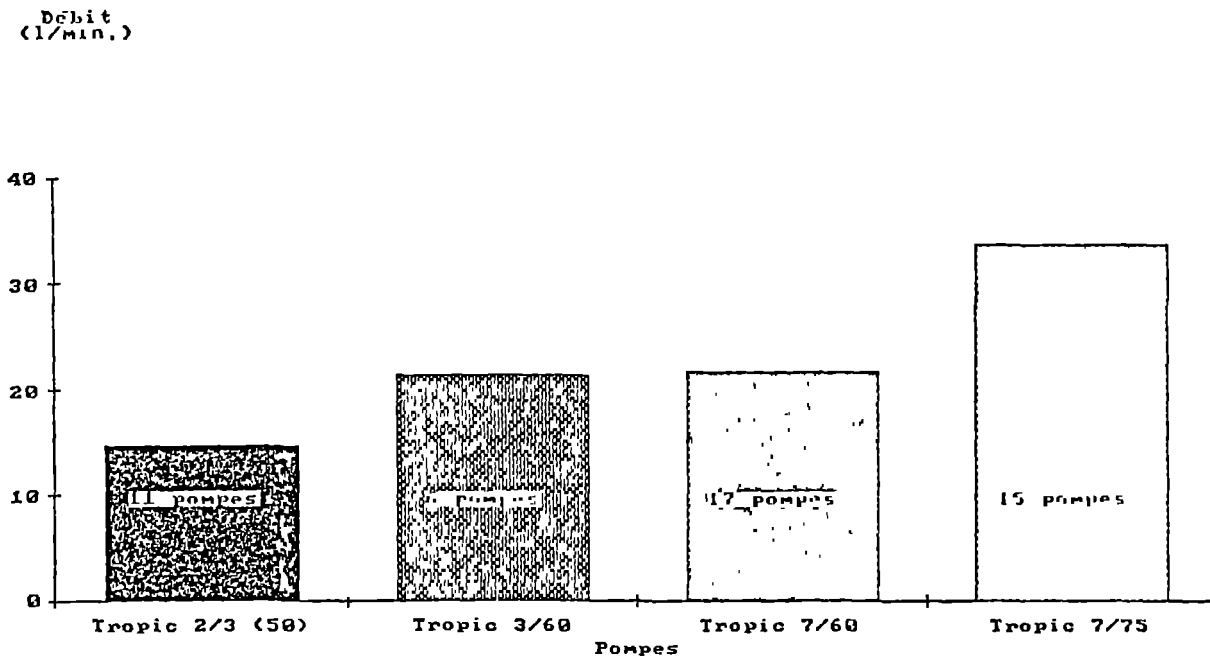 Débit
(l/min.)
40
30
20
10
0
11 pompes
pompes
17 pompes
15 pompes
Tropic 2/3 (50)
Tropic 3/60
Tropic 7/60
Tropic 7/75
Pompes